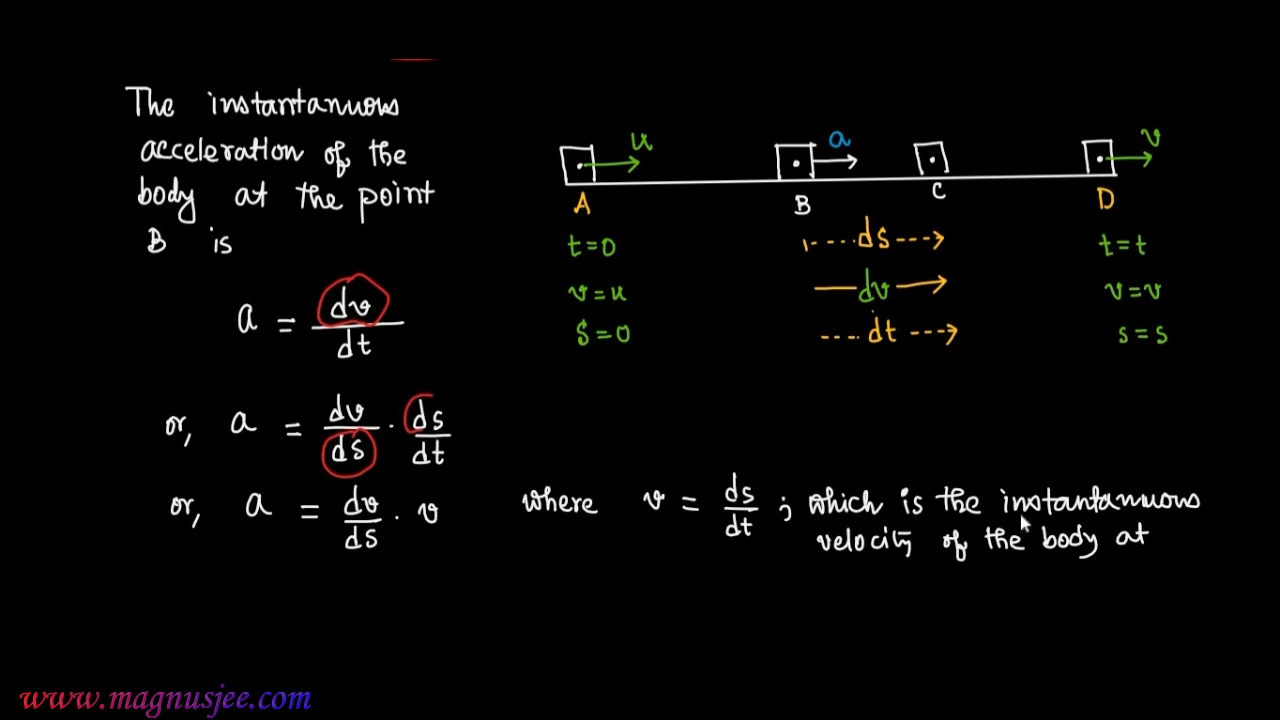 The instantanuous
acceleration of the
body at the point
B is
a = dv/dt
or, a = dv/ds . ds/dt
or, a = dv/ds . v where v = ds/dt ; which is the instantanuous
velocity of the body at
u a v
A B C D
t=0 ds t=t
v=u dv v=v
S=0 dt s=s
www.magnusjee.com